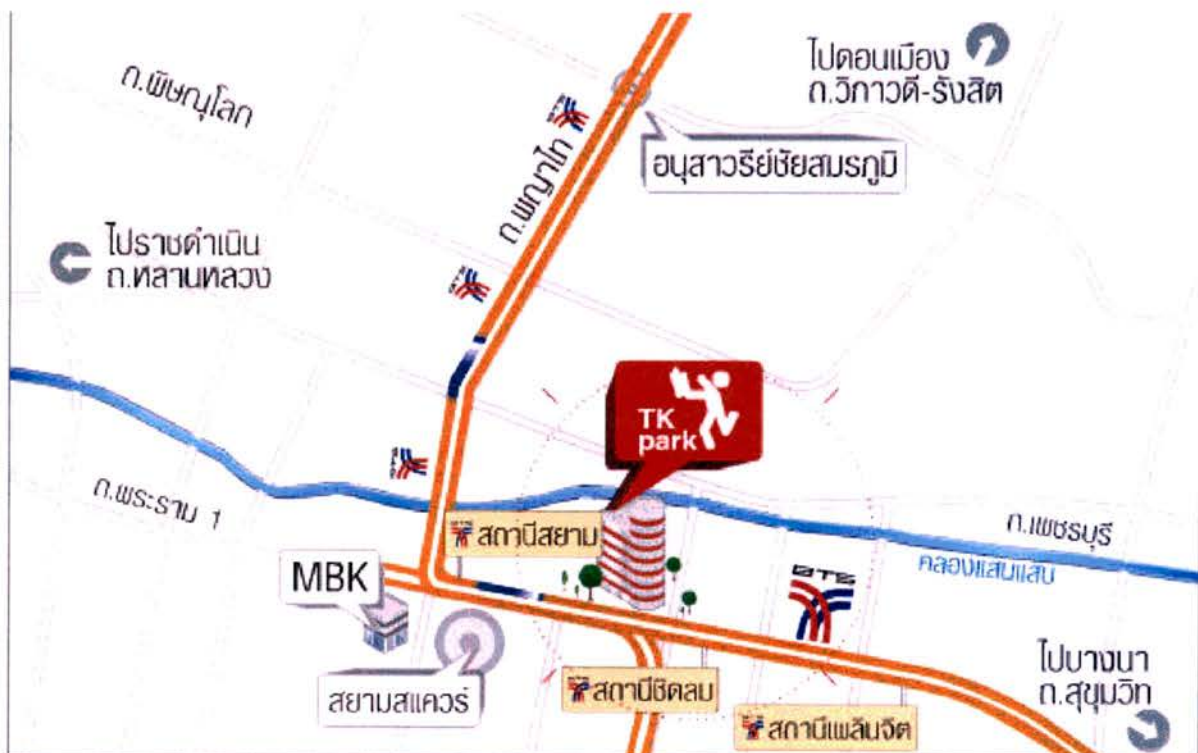 ไปดอนเมือง
ถ.วิภาวดี-รังสิต
ถ.พิษณุโลก
BTS
อนุสาวรีย์ชัยสมรภูมิ
ถ.พญาไท
ไปราชดำเนิน
ถ.หลานหลวง
BTS
TK
park
BTS
ถ.พระราม 1
BTS
สถานีสยาม
ถ.เพชรบุรี
คลองแสนแสบ
MBK
BTS
สยามสแควร์
BTS
สถานีชิดลม
ไปบางนา
ถ.สุขุมวิท
BTS
สถานีเพลินจิต